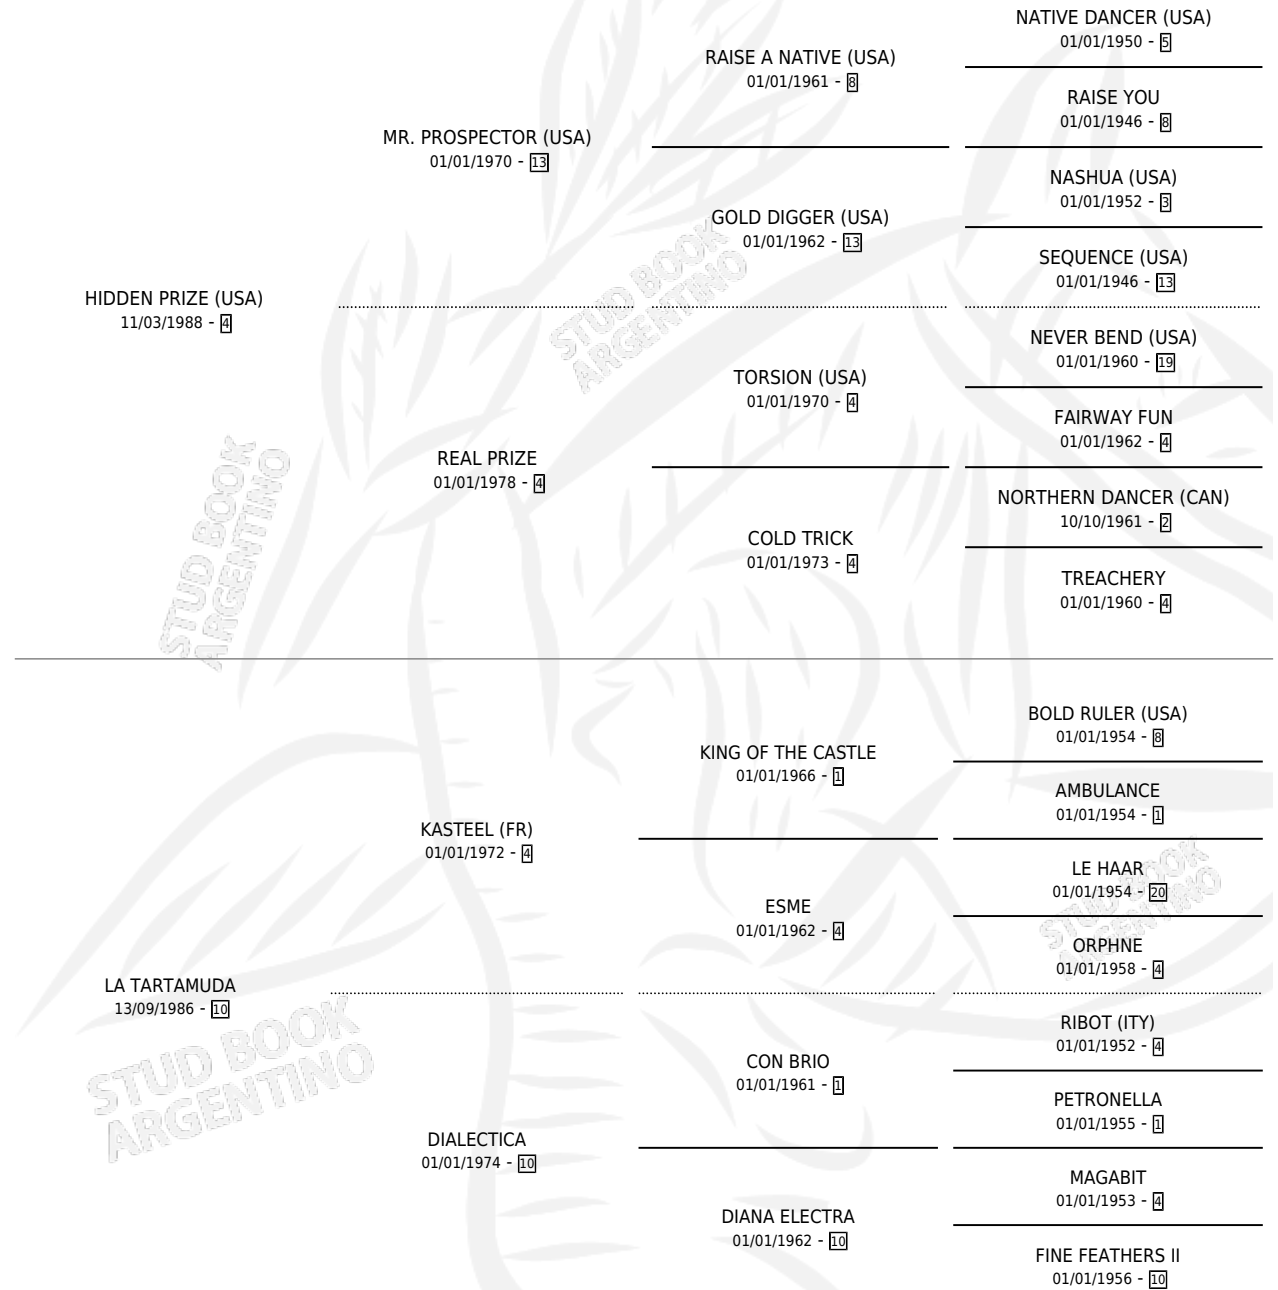 NATIVE DANCER (USA)
01/01/1950 - 5
RAISE A NATIVE (USA)
01/01/1961 - 8
RAISE YOU
01/01/1946 - 8
MR. PROSPECTOR (USA)
01/01/1970 - 13
NASHUA (USA)
01/01/1952 - 3
GOLD DIGGER (USA)
01/01/1962 - 13
SEQUENCE (USA)
01/01/1946 - 13
HIDDEN PRIZE (USA)
11/03/1988 - 4
STUD BOOK
ARGENTINO
NEVER BEND (USA)
01/01/1960 - 19
TORSION (USA)
01/01/1970 - 4
FAIRWAY FUN
01/01/1962 - 4
REAL PRIZE
01/01/1978 - 4
NORTHERN DANCER (CAN)
10/10/1961 - 2
COLD TRICK
01/01/1973 - 4
TREACHERY
01/01/1960 - 4
STUD BOOK
ARGENTINO
BOLD RULER (USA)
01/01/1954 - 8
KING OF THE CASTLE
01/01/1966 - 1
AMBULANCE
01/01/1954 - 1
KASTEEL (FR)
01/01/1972 - 4
LE HAAR
01/01/1954 - 20
STUD BOOK
ARGENTINO
ESME
01/01/1962 - 4
ORPHNE
01/01/1958 - 4
LA TARTAMUDA
13/09/1986 - 10
RIBOT (ITY)
01/01/1952 - 4
STUD BOOK
ARGENTINO
CON BRIO
01/01/1961 - 1
PETRONELLA
01/01/1955 - 1
DIALECTICA
01/01/1974 - 10
MAGABIT
01/01/1953 - 4
DIANA ELECTRA
01/01/1962 - 10
FINE FEATHERS II
01/01/1956 - 10